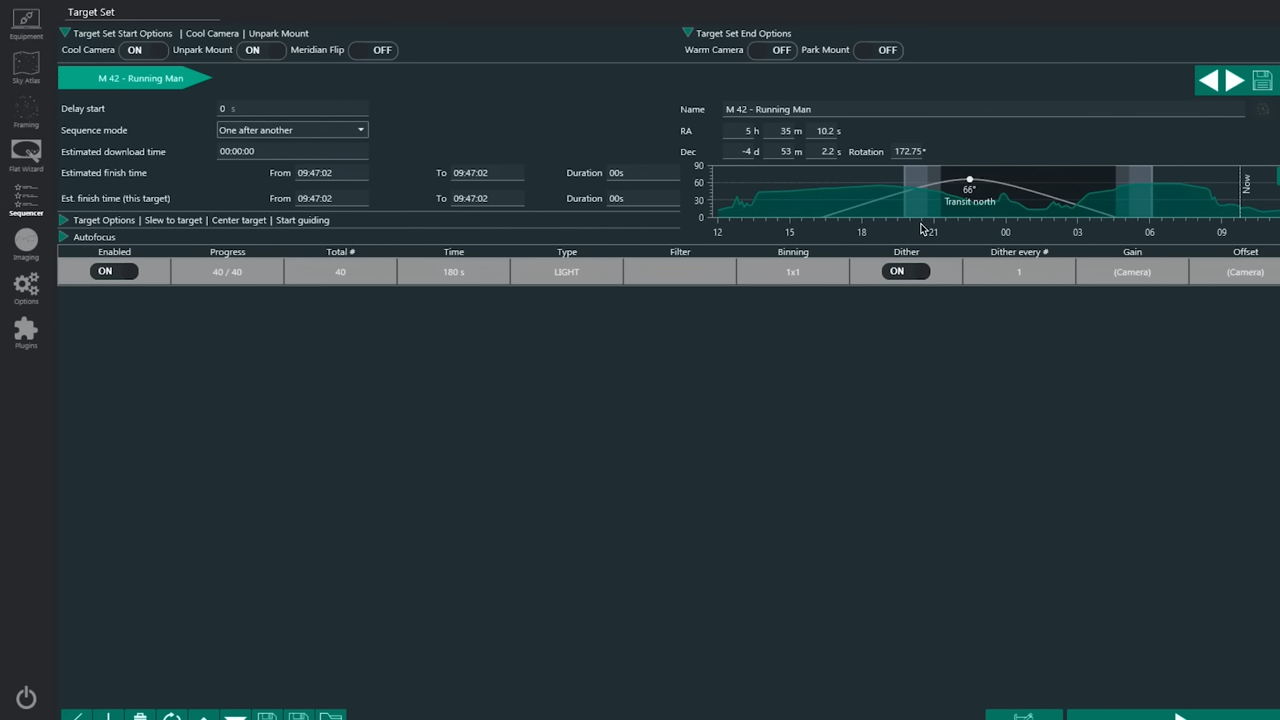 Target Set
Equipment
Sky Atlas
Framing
Flat Wizard
Sequencer
Imaging
Options
Plugins
Target Set Start Options | Cool Camera | Unpark Mount
Cool Camera ON Unpark Mount ON Meridian Flip OFF
Target Set End Options
Warm Camera OFF Park Mount OFF
M 42 - Running Man
Delay start 0 s
Sequence mode One after another
Estimated download time 00:00:00
Estimated finish time From 09:47:02 To 09:47:02 Duration 00s
Est. finish time (this target) From 09:47:02 To 09:47:02 Duration 00s
Target Options | Slew to target | Center target | Start guiding
Autofocus
Name M 42 - Running Man
RA 5 h 35 m 10.2 s
Dec -4 d 53 m 2.2 s Rotation 172.75°
90
60
30
0
66°
Transit north
Now
12 15 18 21 00 03 06 09
Enabled Progress Total # Time Type Filter Binning Dither Dither every # Gain Offset
ON 40 / 40 40 180 s LIGHT 1x1 ON 1 (Camera) (Camera)